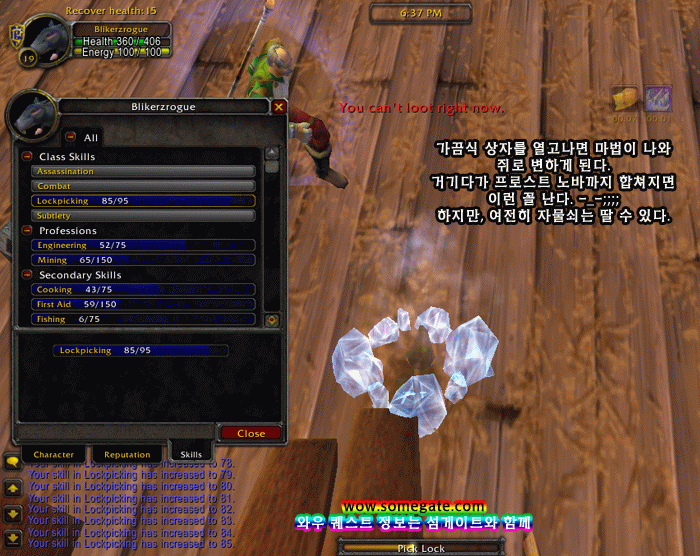 Recover health: 15
6:37 PM
Blikerzrogue
Health 360 / 406
Energy 100 / 100
19
Blikerzrogue
You can't loot right now.
All
Class Skills
Assassination
Combat
Lockpicking 85/95
Subtlety
Professions
Engineering 52/75
Mining 65/150
Secondary Skills
Cooking 43/75
First Aid 59/150
Fishing 6/75
Lockpicking 85/95
Close
Character
Reputation
Skills
가끔식 상자를 열고나면 마법이 나와
쥐로 변하게 된다.
거기다가 프로스트 노바까지 합쳐지면
이런 꼴 난다. -_-;;;;
하지만, 여전히 자물쇠는 딸 수 있다.
Your skill in Lockpicking has increased to 78.
Your skill in Lockpicking has increased to 79.
Your skill in Lockpicking has increased to 80.
Your skill in Lockpicking has increased to 81.
Your skill in Lockpicking has increased to 82.
Your skill in Lockpicking has increased to 83.
Your skill in Lockpicking has increased to 84.
Your skill in Lockpicking has increased to 85.
www.somegate.com
와우 퀘스트 정보는 섬게이트와 함께
Pick Lock